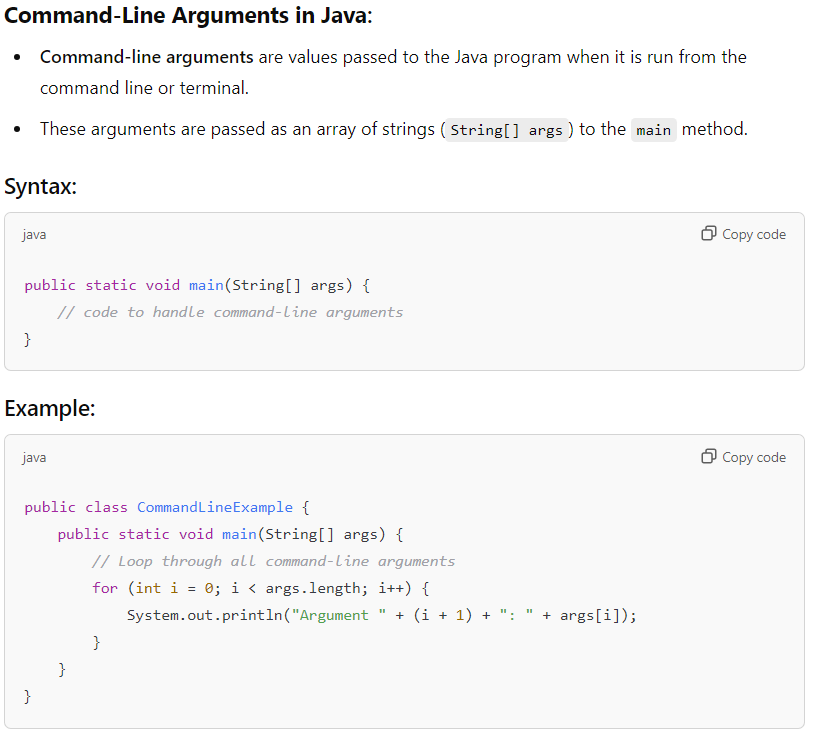 Command-Line Arguments in Java:
• Command-line arguments are values passed to the Java program when it is run from the
command line or terminal.
• These arguments are passed as an array of strings ( String[] args ) to the main method.
Syntax:
java Copy code
public static void main(String[] args) {
    // code to handle command-line arguments
}
Example:
java Copy code
public class CommandLineExample {
    public static void main(String[] args) {
        // Loop through all command-line arguments
        for (int i = 0; i < args.length; i++) {
            System.out.println("Argument " + (i + 1) + ": " + args[i]);
        }
    }
}